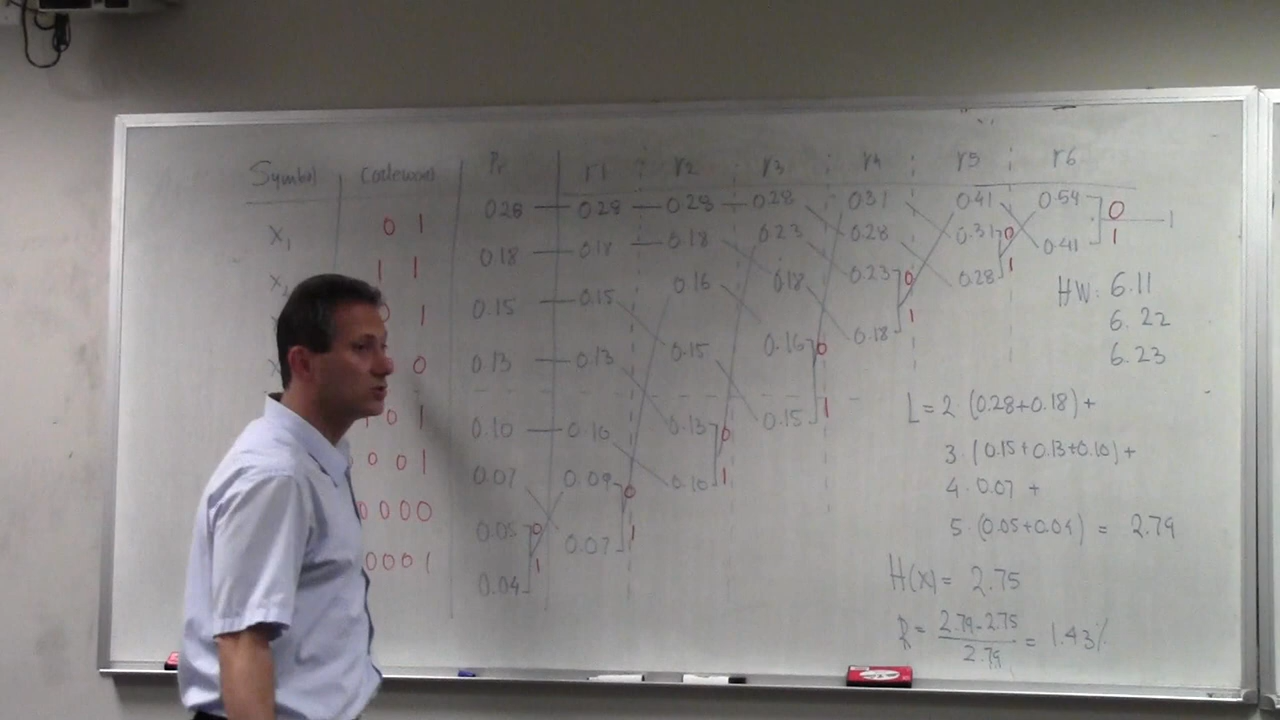 Symbol Codeword Pr r1 r2 r3 r4 r5 r6
X1 0 1 0.28 0.28 0.28 0.28 0.31 0.41 0.54 0 1
X2 1 1 0.18 0.18 0.18 0.23 0.28 0.31 0 0.41 1
0.15 0.15 0.16 0.18 0.23 0 0.28 1
1
0.13 0.13 0.15 0.16 0 0.18 1
0
0.10 0.10 0.13 0 0.15 1
0 1
0.07 0.09 0 0.10 1
0 0 1
0.05 0 0.07 1
0 0 0 0
0.04 1
0 0 0 1
HW: 6.11
6.22
6.23
L = 2 · (0.28+0.18) +
3 · (0.15+0.13+0.10) +
4 · 0.07 +
5 · (0.05+0.04) = 2.79
H(X) = 2.75
R = 2.79 - 2.75 / 2.79 = 1.43%